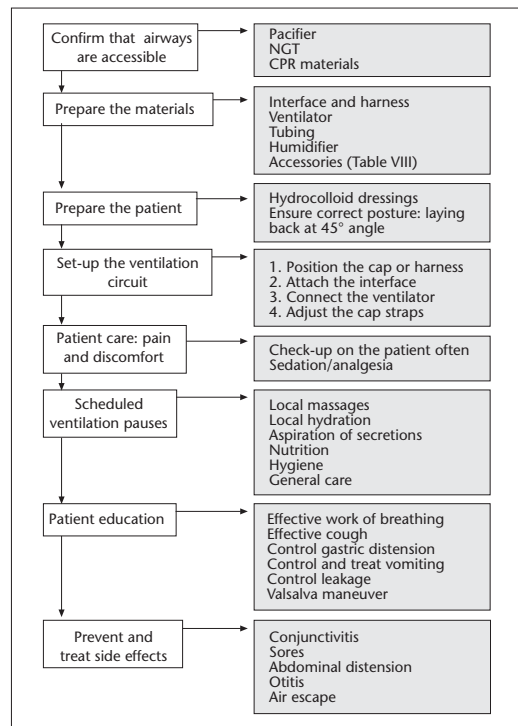 Confirm that airways
are accessible
Pacifier
NGT
CPR materials
Prepare the materials
Interface and harness
Ventilator
Tubing
Humidifier
Accessories (Table VIII)
Prepare the patient
Hydrocolloid dressings
Ensure correct posture: laying
back at 45° angle
Set-up the ventilation
circuit
1. Position the cap or harness
2. Attach the interface
3. Connect the ventilator
4. Adjust the cap straps
Patient care: pain
and discomfort
Check-up on the patient often
Sedation/analgesia
Scheduled
ventilation pauses
Local massages
Local hydration
Aspiration of secretions
Nutrition
Hygiene
General care
Patient education
Effective work of breathing
Effective cough
Control gastric distension
Control and treat vomiting
Control leakage
Valsalva maneuver
Prevent and
treat side effects
Conjunctivitis
Sores
Abdominal distension
Otitis
Air escape